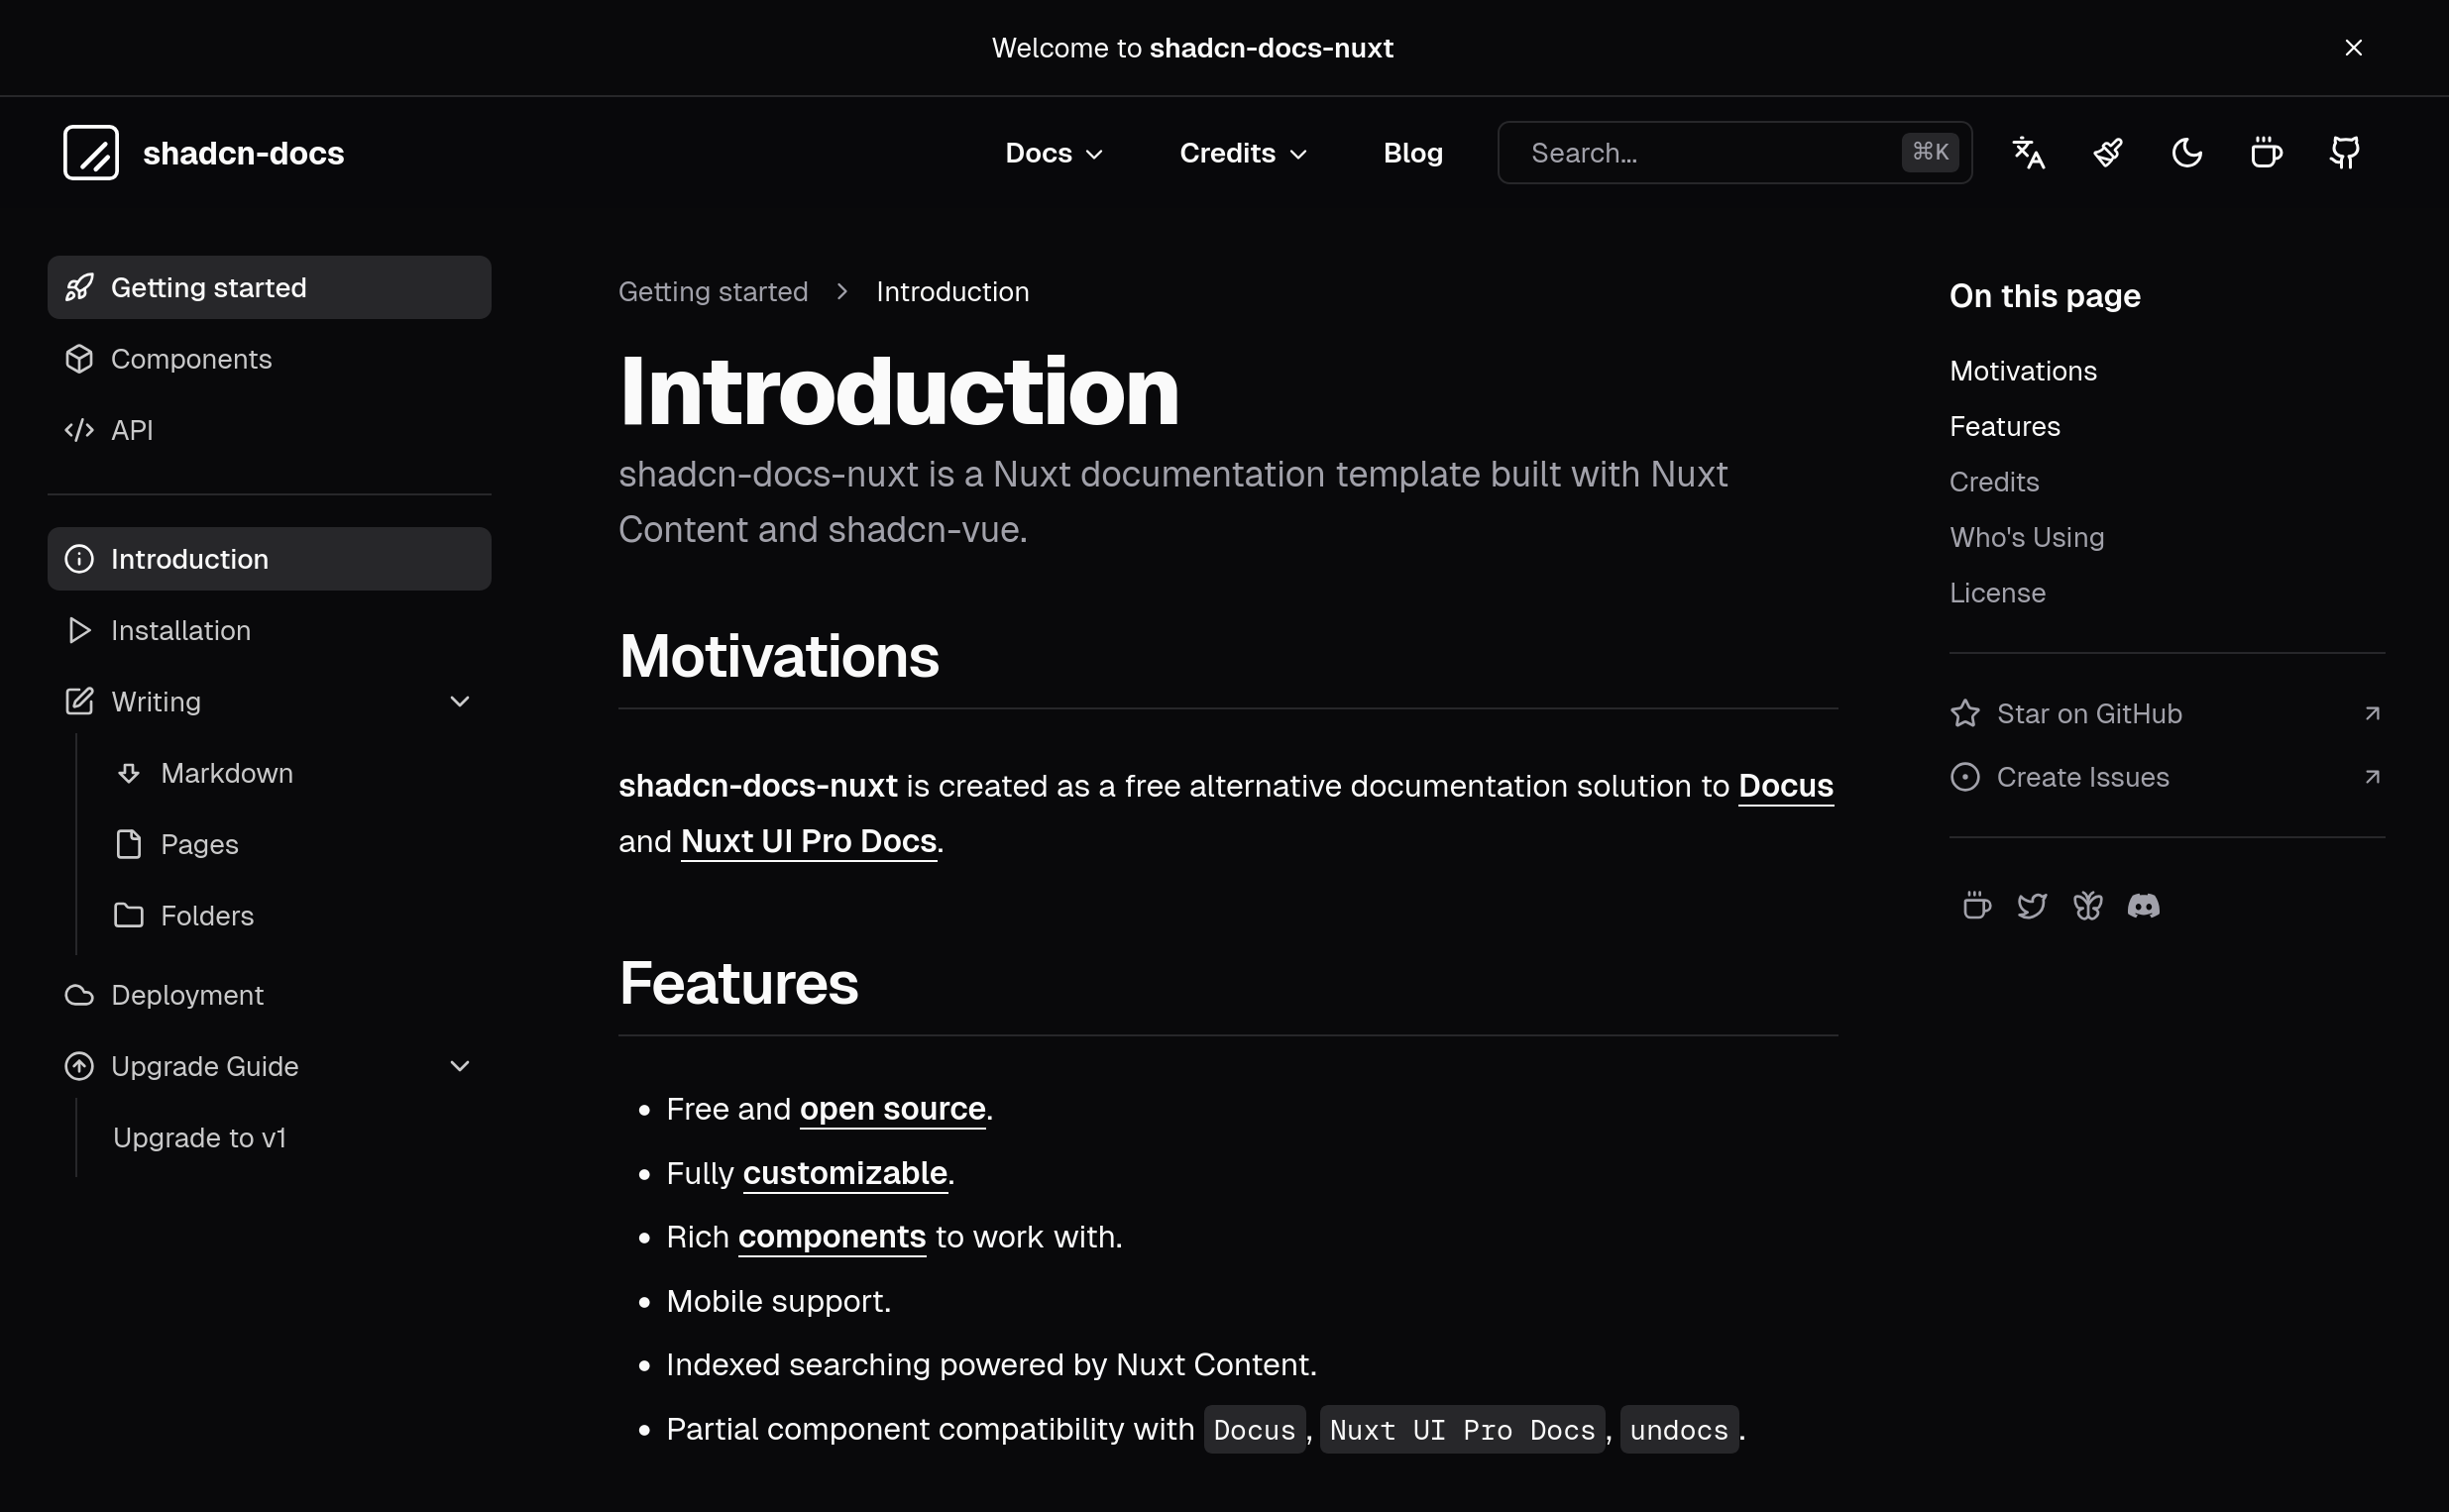 Welcome to shadcn-docs-nuxt
shadcn-docs
Docs
Credits
Blog
Search...
⌘K
Getting started
Components
API
Introduction
Installation
Writing
Markdown
Pages
Folders
Deployment
Upgrade Guide
Upgrade to v1
Getting started
Introduction
Introduction
shadcn-docs-nuxt is a Nuxt documentation template built with Nuxt
Content and shadcn-vue.
Motivations
shadcn-docs-nuxt is created as a free alternative documentation solution to Docus
and Nuxt UI Pro Docs.
Features
• Free and open source.
• Fully customizable.
• Rich components to work with.
• Mobile support.
• Indexed searching powered by Nuxt Content.
• Partial component compatibility with Docus, Nuxt UI Pro Docs, undocs.
On this page
Motivations
Features
Credits
Who's Using
License
Star on GitHub
Create Issues